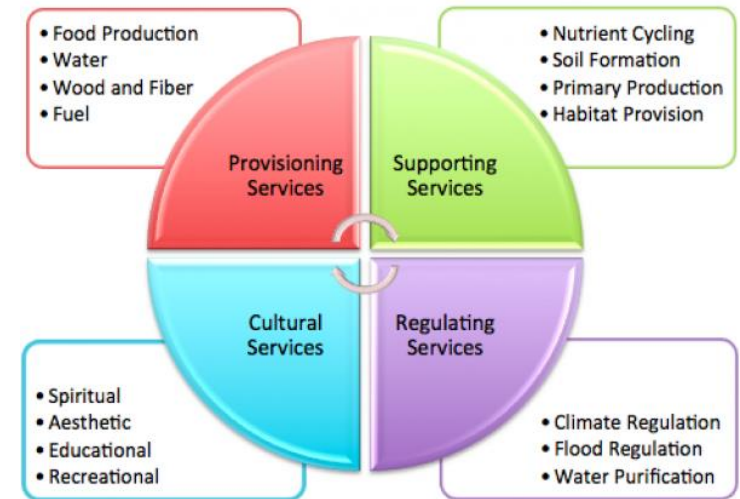 • Food Production
• Water
• Wood and Fiber
• Fuel
• Nutrient Cycling
• Soil Formation
• Primary Production
• Habitat Provision
Provisioning
Services
Supporting
Services
Cultural
Services
Regulating
Services
• Spiritual
• Aesthetic
• Educational
• Recreational
• Climate Regulation
• Flood Regulation
• Water Purification